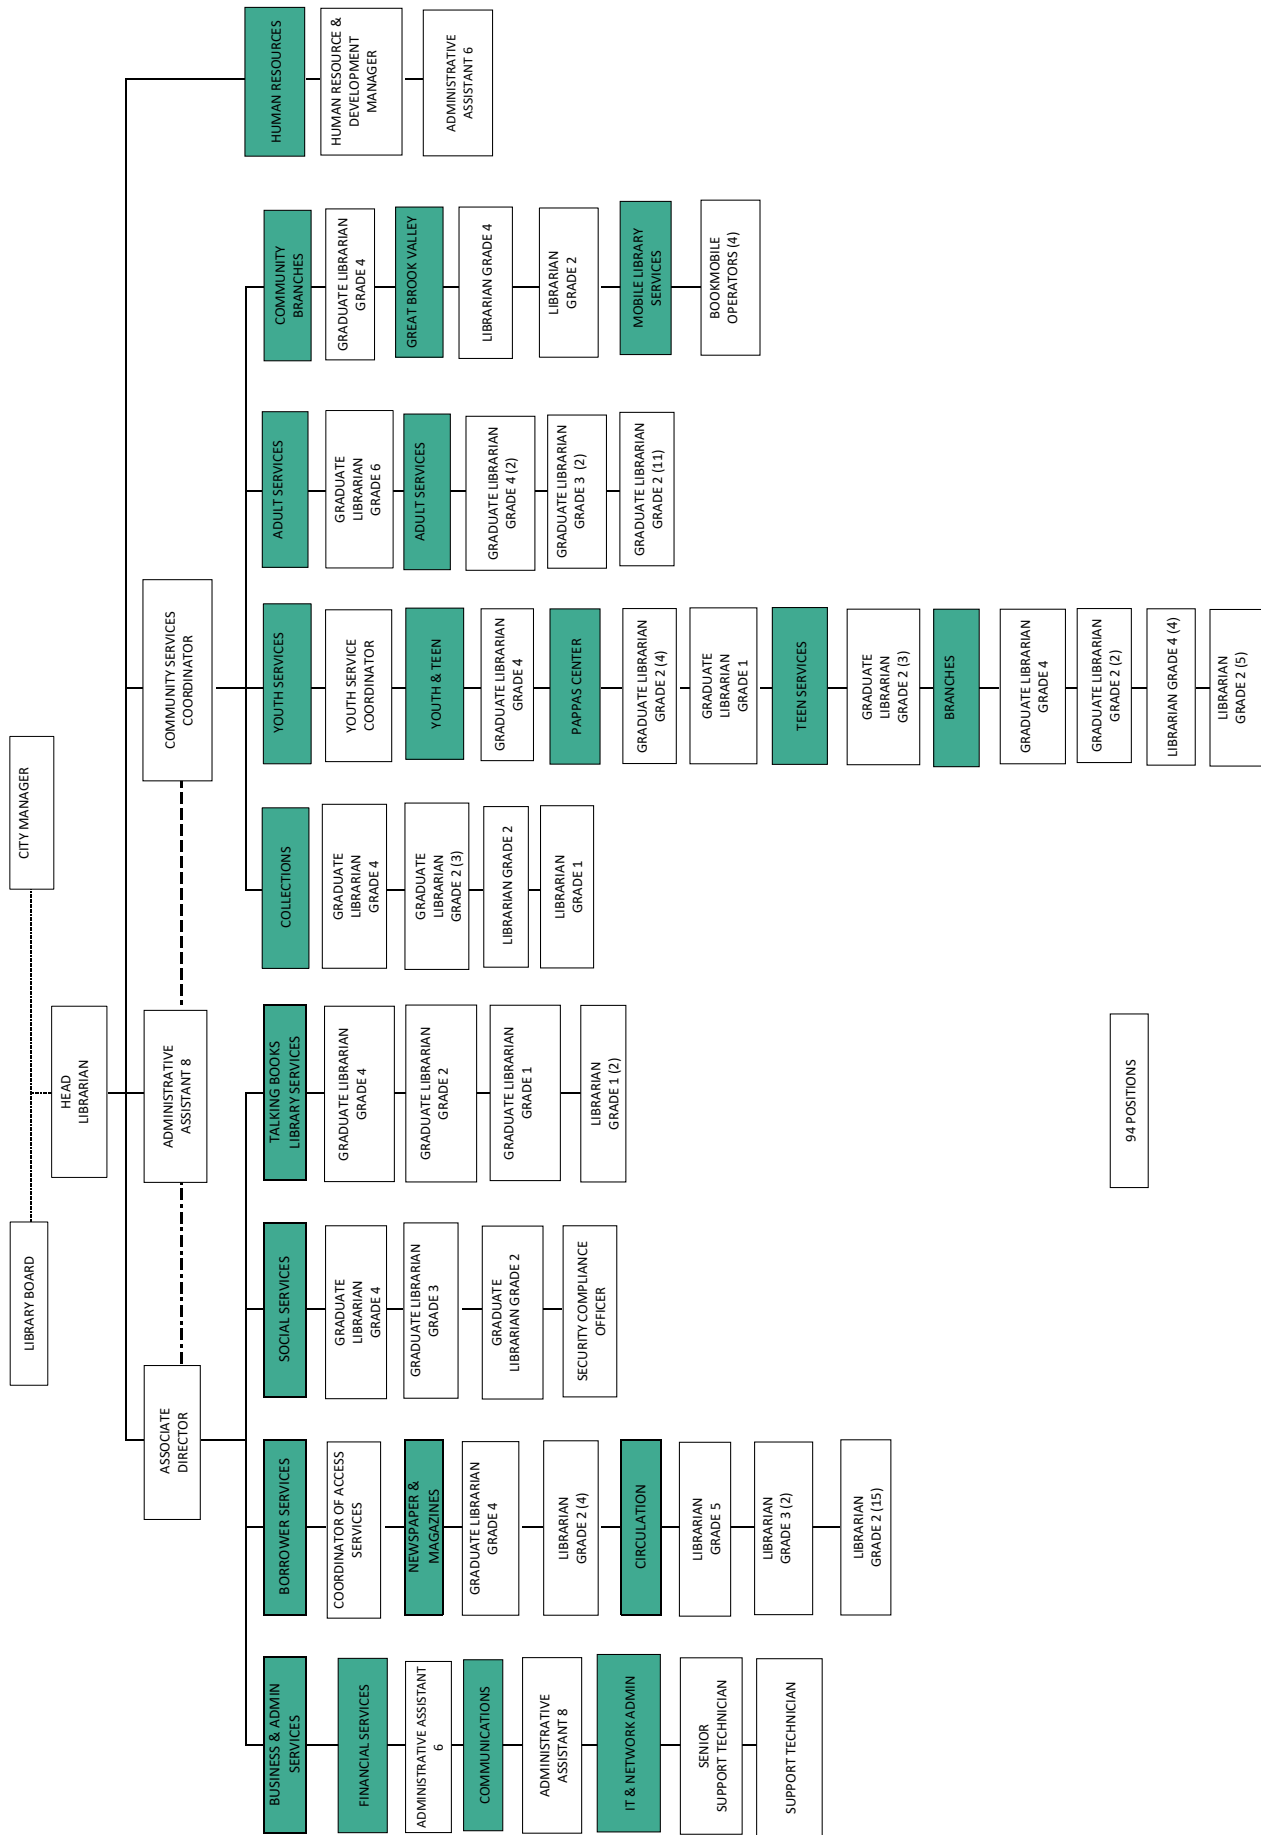 LIBRARY BOARD
CITY MANAGER
HEAD
LIBRARIAN
ASSOCIATE
DIRECTOR
ADMINISTRATIVE
ASSISTANT 8
COMMUNITY SERVICES
COORDINATOR
BUSINESS & ADMIN
SERVICES
FINANCIAL SERVICES
ADMINISTRATIVE ASSISTANT
6
COMMUNICATIONS
ADMINISTRATIVE
ASSISTANT 8
IT & NETWORK ADMIN
SENIOR
SUPPORT TECHNICIAN
SUPPORT TECHNICIAN
BORROWER SERVICES
COORDINATOR OF ACCESS
SERVICES
NEWSPAPER &
MAGAZINES
GRADUATE LIBRARIAN
GRADE 4
LIBRARIAN
GRADE 2 (4)
CIRCULATION
LIBRARIAN
GRADE 5
LIBRARIAN
GRADE 3 (2)
LIBRARIAN
GRADE 2 (15)
SOCIAL SERVICES
GRADUATE
LIBRARIAN
GRADE 4
GRADUATE LIBRARIAN
GRADE 3
GRADUATE
LIBRARIAN GRADE 2
SECURITY COMPLIANCE
OFFICER
TALKING BOOKS
LIBRARY SERVICES
GRADUATE LIBRARIAN
GRADE 4
GRADUATE LIBRARIAN
GRADE 2
GRADUATE LIBRARIAN
GRADE 1
LIBRARIAN
GRADE 1 (2)
COLLECTIONS
GRADUATE
LIBRARIAN
GRADE 4
GRADUATE
LIBRARIAN
GRADE 2 (3)
LIBRARIAN GRADE 2
LIBRARIAN
GRADE 1
YOUTH SERVICES
YOUTH SERVICE
COORDINATOR
YOUTH & TEEN
GRADUATE LIBRARIAN
GRADE 4
PAPPAS CENTER
GRADUATE LIBRARIAN
GRADE 2 (4)
GRADUATE
LIBRARIAN
GRADE 1
TEEN SERVICES
GRADUATE
LIBRARIAN
GRADE 2 (3)
BRANCHES
GRADUATE LIBRARIAN
GRADE 4
GRADUATE LIBRARIAN
GRADE 2 (2)
LIBRARIAN GRADE 4 (4)
LIBRARIAN
GRADE 2 (5)
ADULT SERVICES
GRADUATE
LIBRARIAN
GRADE 6
ADULT SERVICES
GRADUATE LIBRARIAN
GRADE 4 (2)
GRADUATE LIBRARIAN
GRADE 3 (2)
GRADUATE LIBRARIAN
GRADE 2 (11)
COMMUNITY
BRANCHES
GRADUATE LIBRARIAN
GRADE 4
GREAT BROOK VALLEY
LIBRARIAN GRADE 4
LIBRARIAN
GRADE 2
MOBILE LIBRARY
SERVICES
BOOKMOBILE
OPERATORS (4)
HUMAN RESOURCES
HUMAN RESOURCE &
DEVELOPMENT
MANAGER
ADMINISTRATIVE
ASSISTANT 6
94 POSITIONS